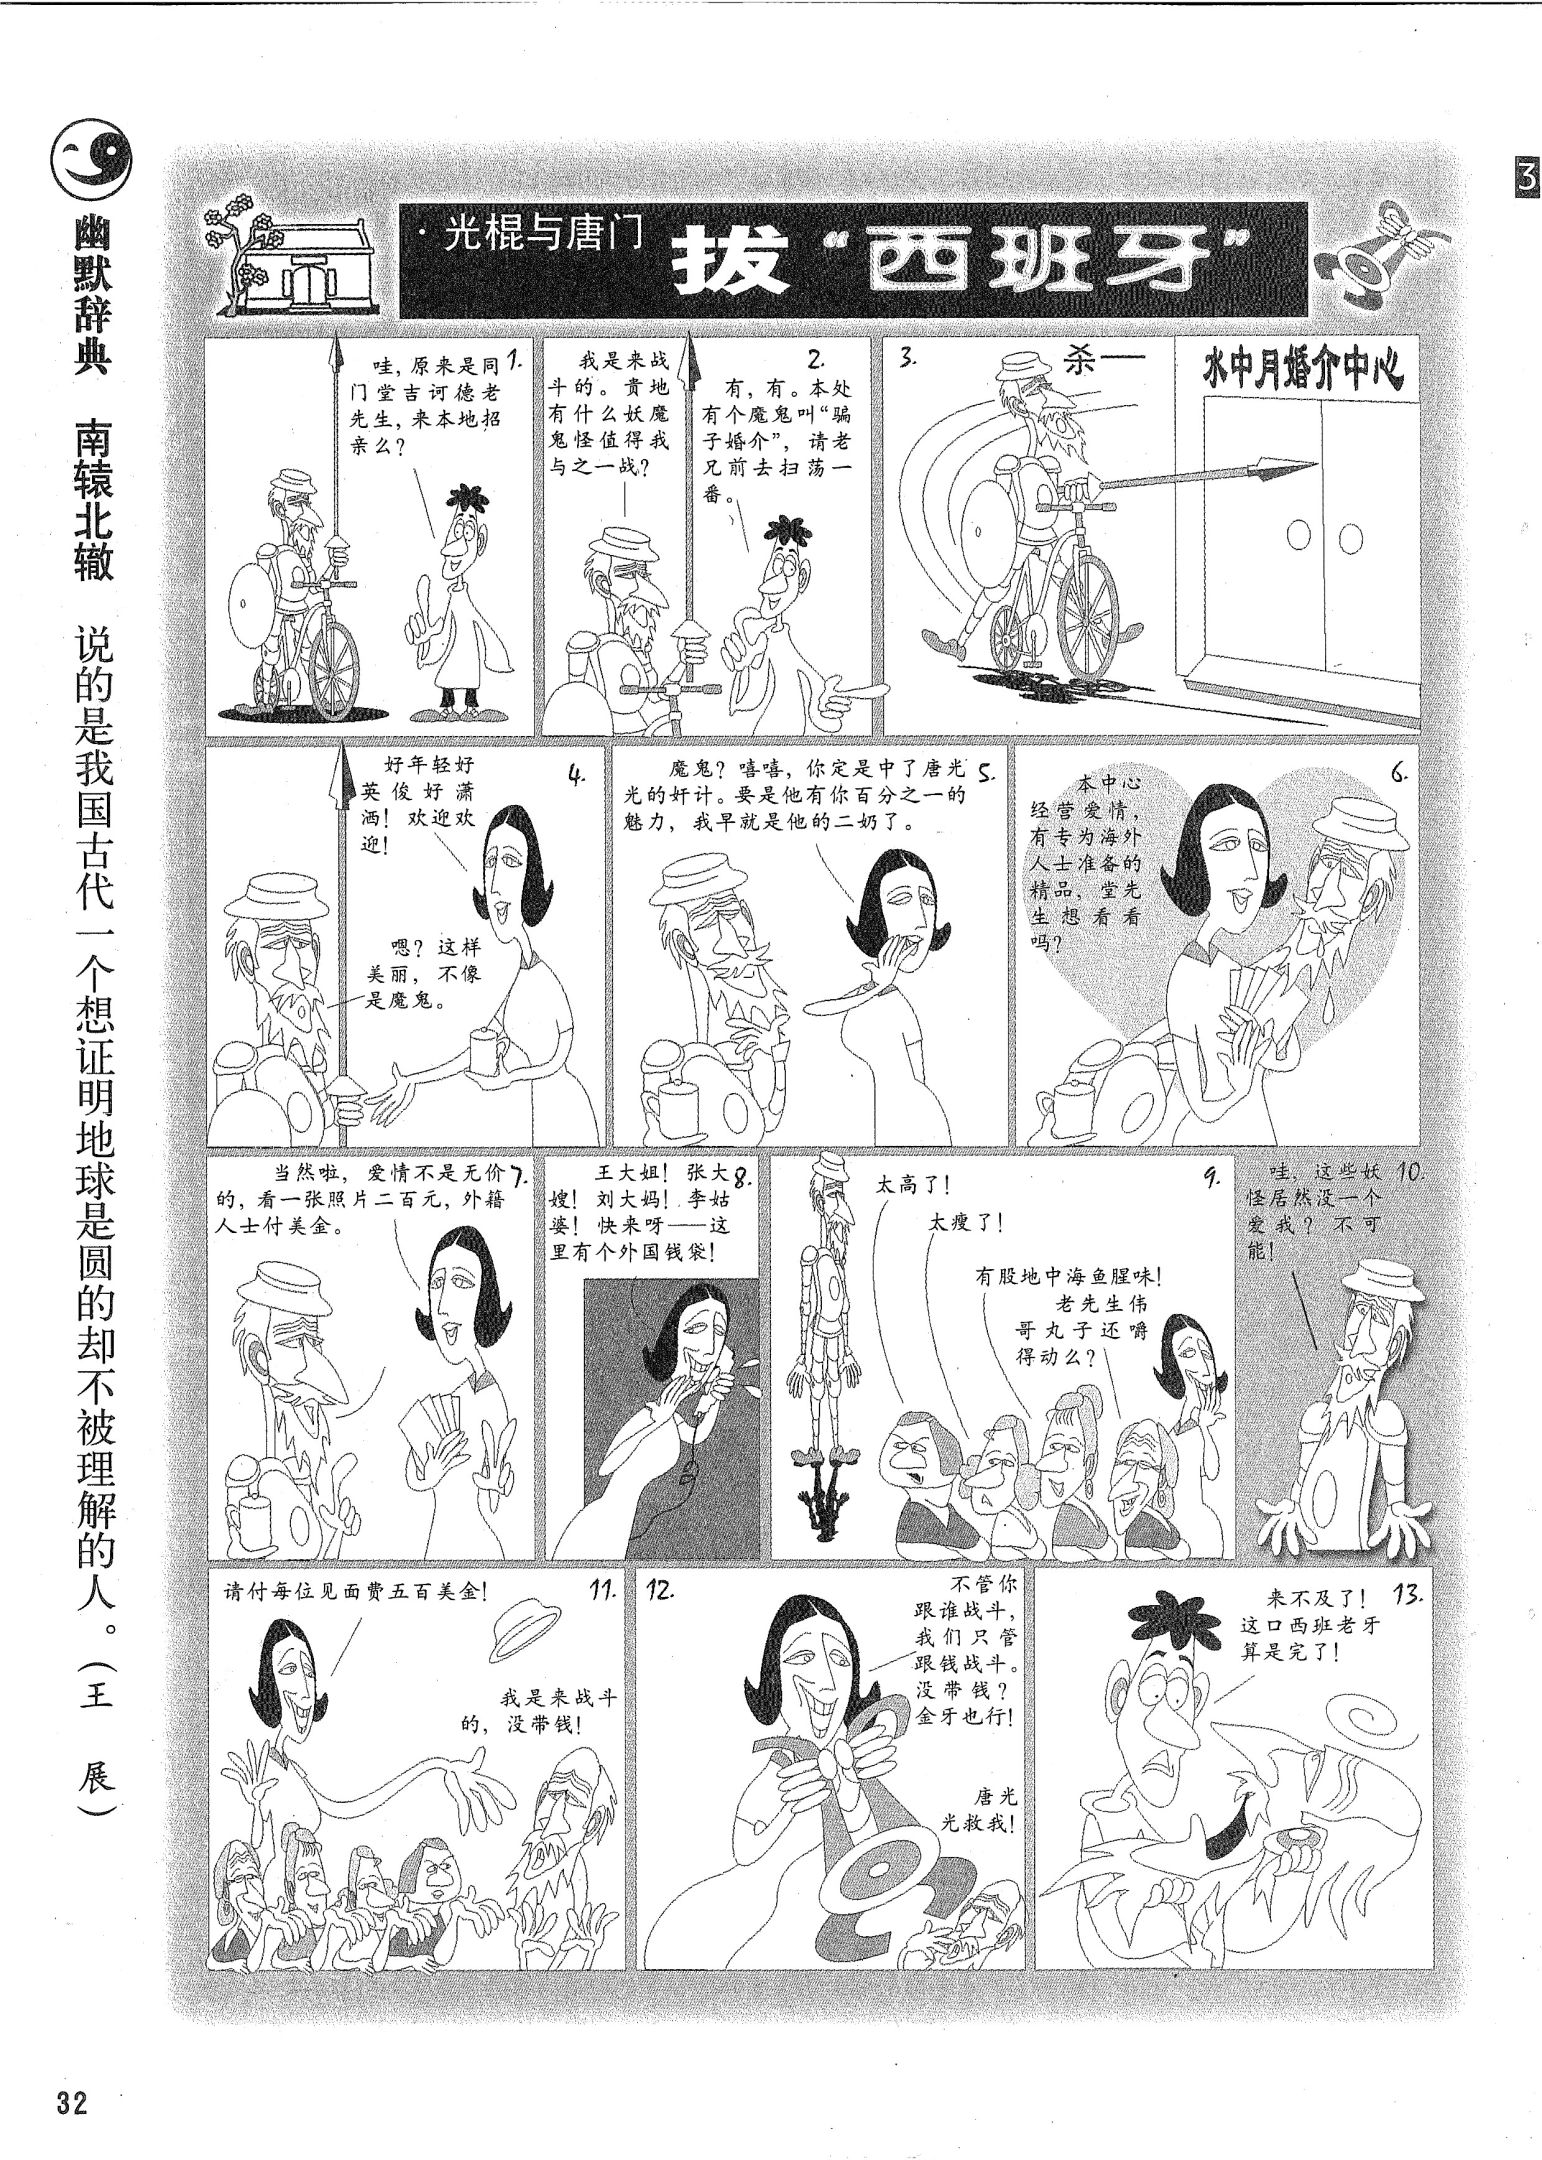 幽默辞典 南辕北辙 说的是我国古代一个想证明地球是圆的却不被理解的人。(王 展)
3
·光棍与唐门
拔“西班牙”
1.
哇,原来是同
门堂吉诃德老
先生,来本地招
亲么?
2.
我是来战
斗的。贵地
有什么妖魔
鬼怪值得我
与之一战?
有,有。本处
有个魔鬼叫“骗
子婚介”,请老
兄前去扫荡一
番。
3.
杀——
水中月婚介中心
4.
好年轻好
英俊好潇
洒!欢迎欢
迎!
嗯?这样
美丽,不像
是魔鬼。
5.
魔鬼?嘻嘻,你定是中了唐光
光的奸计。要是他有你百分之一的
魅力,我早就是他的二奶了。
6.
本中心
经营爱情,
有专为海外
人士准备的
精品,堂先
生想看看
吗?
7.
当然啦,爱情不是无价
的,看一张照片二百元,外籍
人士付美金。
8.
王大姐!张大
嫂!刘大妈!李姑
婆!快来呀——这
里有个外国钱袋!
9.
太高了!
太瘦了!
有股地中海鱼腥味!
老先生伟
哥丸子还嚼
得动么?
10.
哇,这些妖
怪居然没一个
爱我?不可
能!
11.
请付每位见面费五百美金!
我是来战斗
的,没带钱!
12.
不管你
跟谁战斗,
我们只管
跟钱战斗。
没带钱?
金牙也行!
唐光
光救我!
13.
来不及了!
这口西班老牙
算是完了!
32